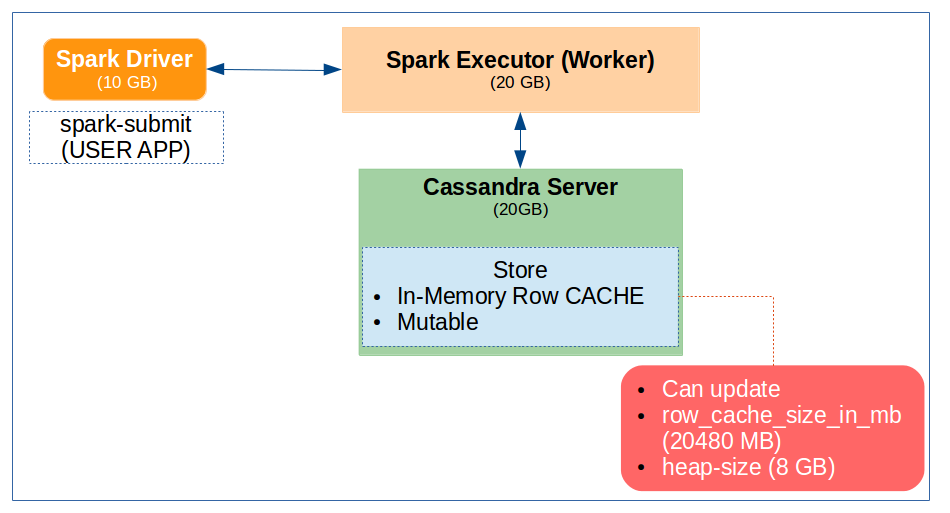 Spark Driver
(10 GB)
spark-submit
(USER APP)
Spark Executor (Worker)
(20 GB)
Cassandra Server
(20GB)
Store
• In-Memory Row CACHE
• Mutable
• Can update
• row_cache_size_in_mb
(20480 MB)
• heap-size (8 GB)